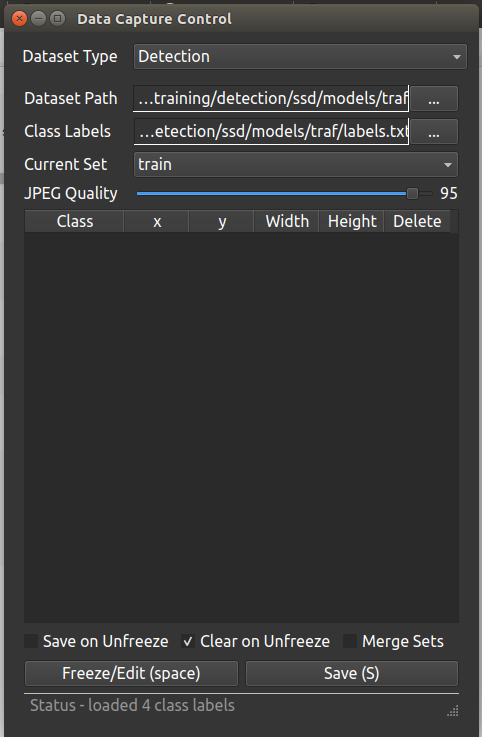 Data Capture Control
Dataset Type Detection
Dataset Path ...training/detection/ssd/models/traf ...
Class Labels ...etection/ssd/models/traf/labels.txt ...
Current Set train
JPEG Quality 95
Class x y Width Height Delete
Save on Unfreeze Clear on Unfreeze Merge Sets
Freeze/Edit (space) Save (S)
Status - loaded 4 class labels